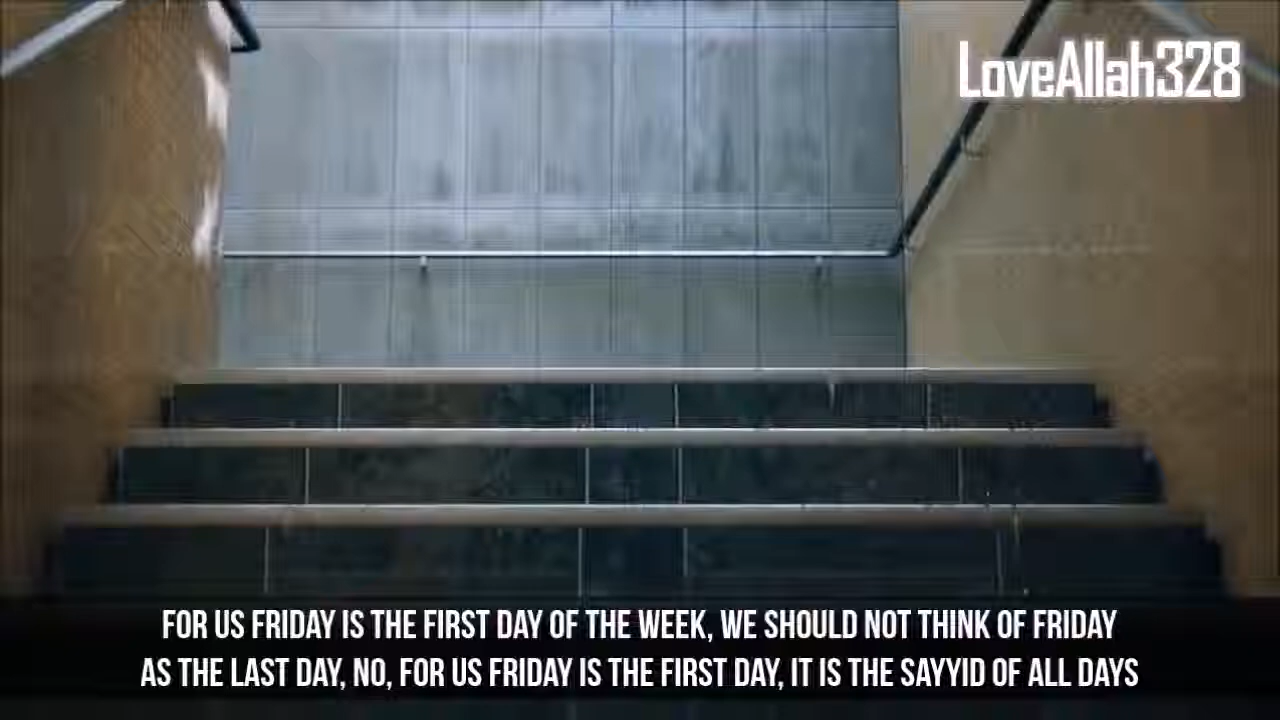 LoveAllah328
FOR US FRIDAY IS THE FIRST DAY OF THE WEEK, WE SHOULD NOT THINK OF FRIDAY
AS THE LAST DAY, NO, FOR US FRIDAY IS THE FIRST DAY, IT IS THE SAYYID OF ALL DAYS